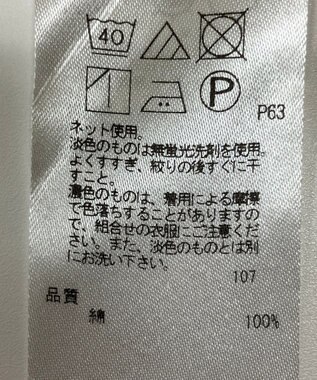 40
P
P63
ネット使用。
淡色のものは無蛍光洗剤を使用。
よくすすぎ、絞りの後すぐに干
すこと。
濃色のものは、着用による摩擦
で色落ちすることがありますの
で、組合せの衣服にご注意くだ
さい。また、淡色のものとは別
にお洗い下さい。
107
品質
綿 100%